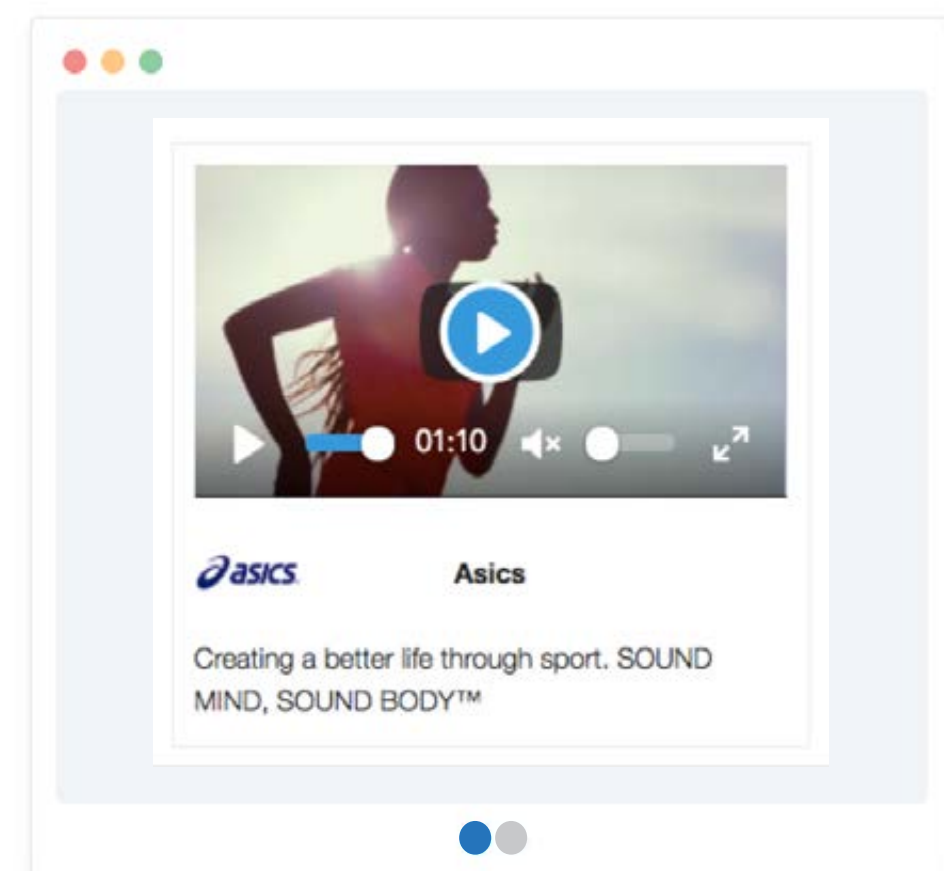 01:10
asics
Asics
Creating a better life through sport. SOUND
MIND, SOUND BODY™